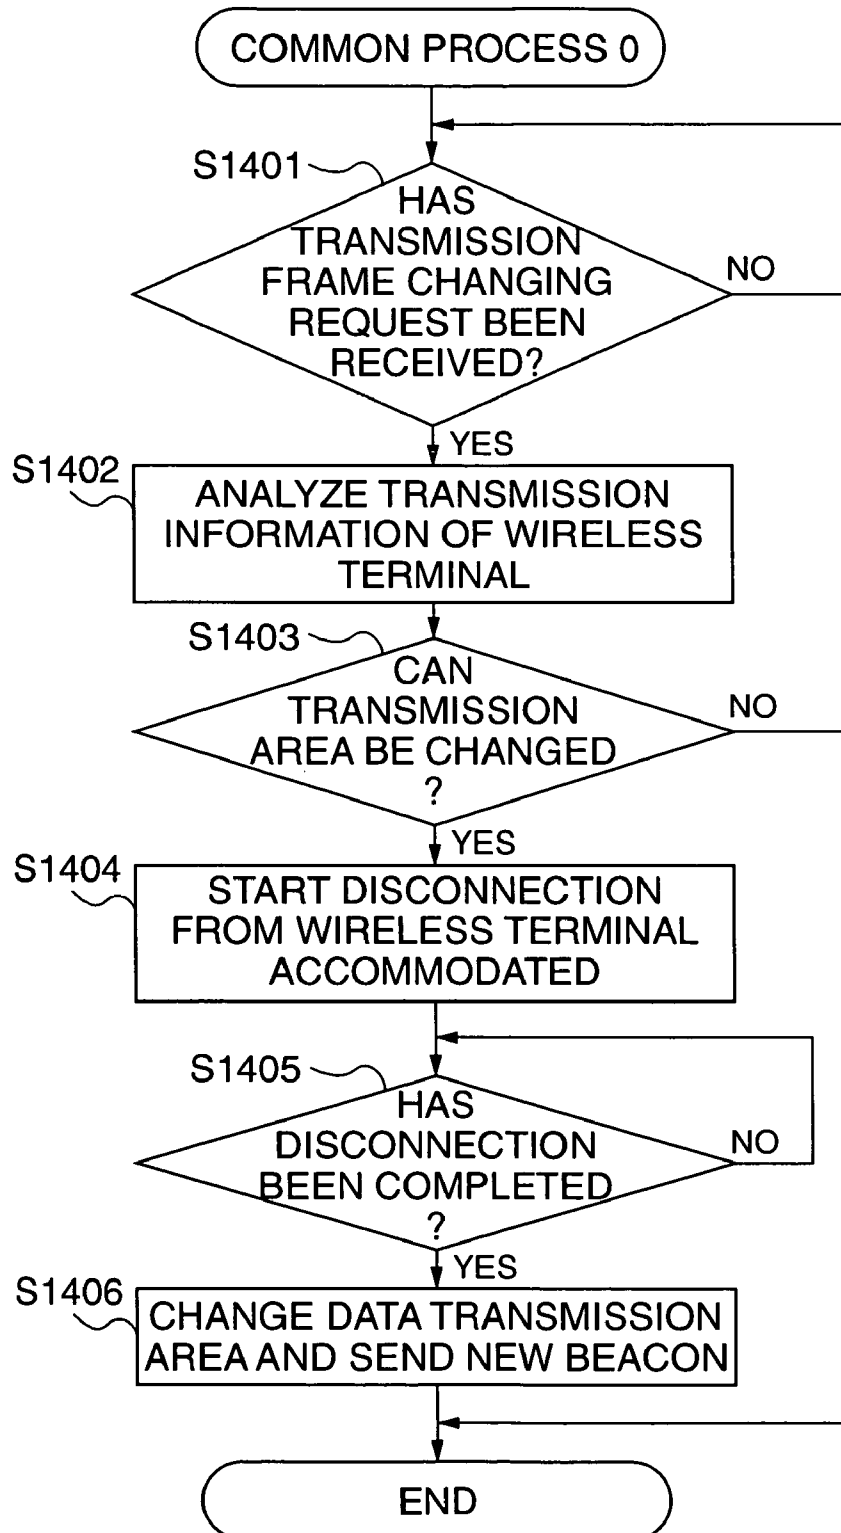 COMMON PROCESS 0
S1401
HAS
TRANSMISSION
FRAME CHANGING
REQUEST BEEN
RECEIVED?
NO
YES
S1402
ANALYZE TRANSMISSION
INFORMATION OF WIRELESS
TERMINAL
S1403
CAN
TRANSMISSION
AREA BE CHANGED
?
NO
YES
S1404
START DISCONNECTION
FROM WIRELESS TERMINAL
ACCOMMODATED
S1405
HAS
DISCONNECTION
BEEN COMPLETED
?
NO
YES
S1406
CHANGE DATA TRANSMISSION
AREA AND SEND NEW BEACON
END